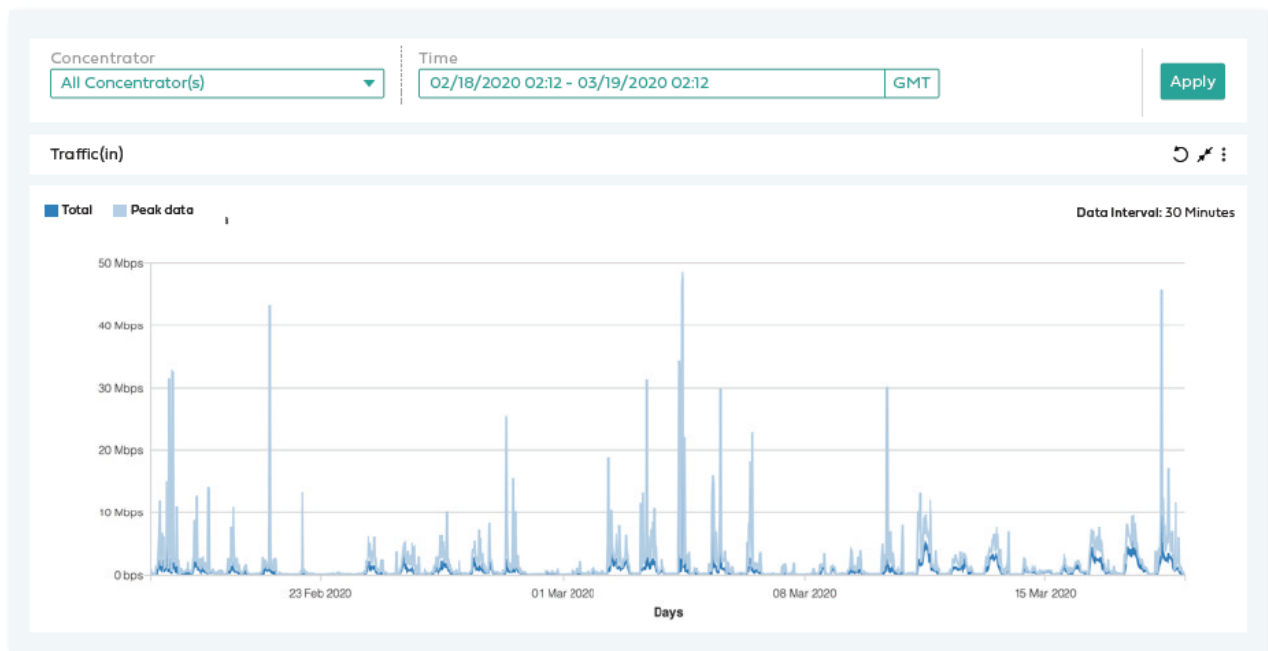 Concentrator
All Concentrator(s)
Time
02/18/2020 02:12 - 03/19/2020 02:12
GMT
Apply
Traffic(in)
Total
Peak data
Data Interval: 30 Minutes
50 Mbps
40 Mbps
30 Mbps
20 Mbps
10 Mbps
0 bps
23 Feb 2020
01 Mar 2020
08 Mar 2020
15 Mar 2020
Days